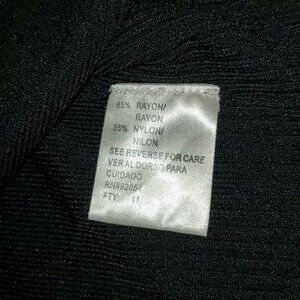 65% RAYON/
RAYON
35% NYLON/
NILON
SEE REVERSE FOR CARE
VER AL DORSO PARA
CUIDADO
FTY: 11